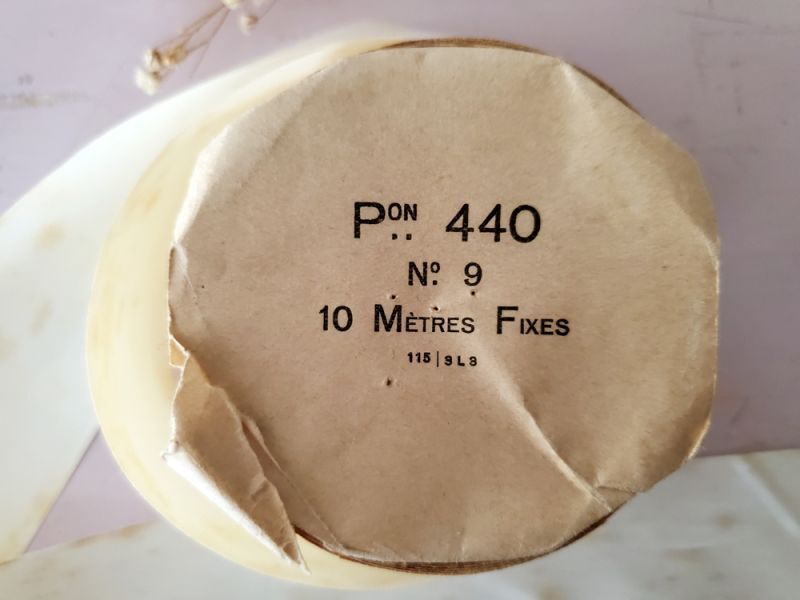 Pᴼᴺ.. 440
Nº 9
10 MÈTRES FIXES
115|9L8